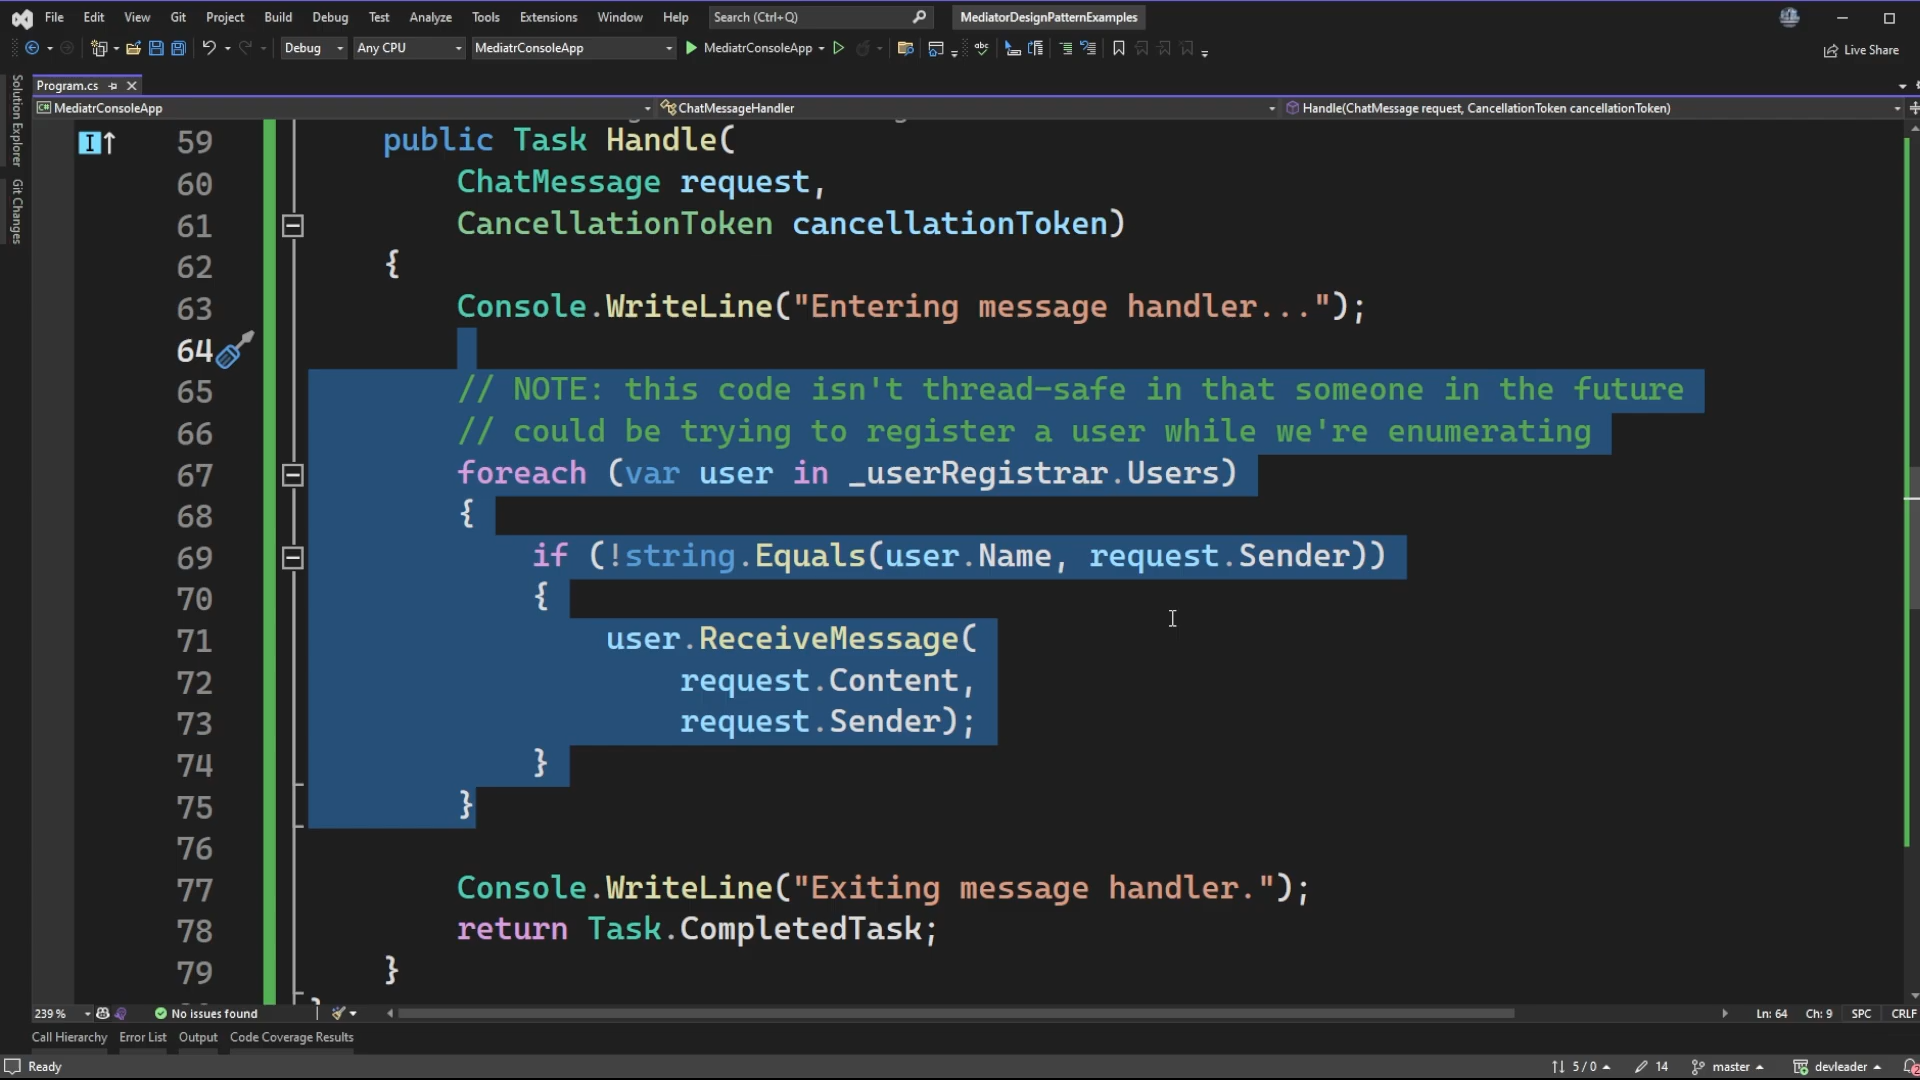 File Edit View Git Project Build Debug Test Analyze Tools Extensions Window Help Search (Ctrl+Q) MediatorDesignPatternExamples
Debug Any CPU MediatrConsoleApp MediatrConsoleApp Live Share
Program.cs
MediatrConsoleApp ChatMessageHandler Handle(ChatMessage request, CancellationToken cancellationToken)
Solution Explorer
Git Changes
59 public Task Handle(
60 ChatMessage request,
61 CancellationToken cancellationToken)
62 {
63 Console.WriteLine("Entering message handler...");
64
65 // NOTE: this code isn't thread-safe in that someone in the future
66 // could be trying to register a user while we're enumerating
67 foreach (var user in _userRegistrar.Users)
68 {
69 if (!string.Equals(user.Name, request.Sender))
70 {
71 user.ReceiveMessage(
72 request.Content,
73 request.Sender);
74 }
75 }
76
77 Console.WriteLine("Exiting message handler.");
78 return Task.CompletedTask;
79 }
239 % No issues found Ln: 64 Ch: 9 SPC CRLF
Call Hierarchy Error List Output Code Coverage Results
Ready 5 / 0 14 master devleader